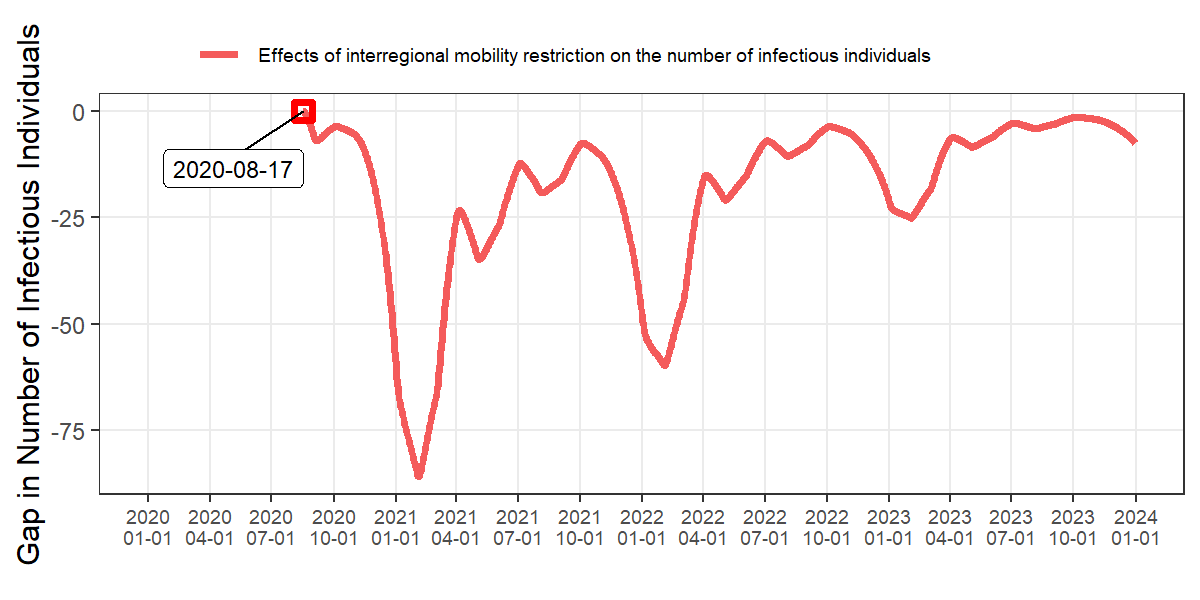 Effects of interregional mobility restriction on the number of infectious individuals
Gap in Number of Infectious Individuals
0
-25
-50
-75
2020-08-17
2020 2020 2020 2020 2021 2021 2021 2021 2022 2022 2022 2022 2023 2023 2023 2023 2024
01-01 04-01 07-01 10-01 01-01 04-01 07-01 10-01 01-01 04-01 07-01 10-01 01-01 04-01 07-01 10-01 01-01